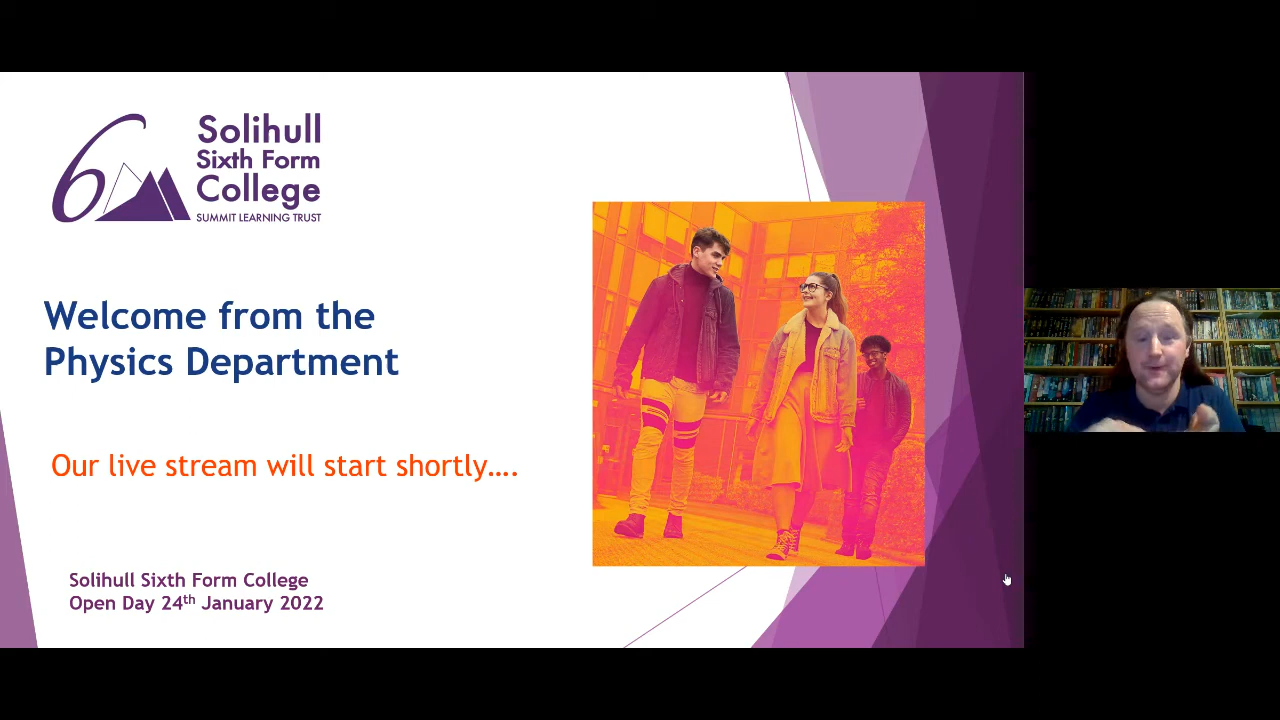 6
Solihull
Sixth Form
College
SUMMIT LEARNING TRUST
Welcome from the
Physics Department
Our live stream will start shortly....
Solihull Sixth Form College
Open Day 24th January 2022